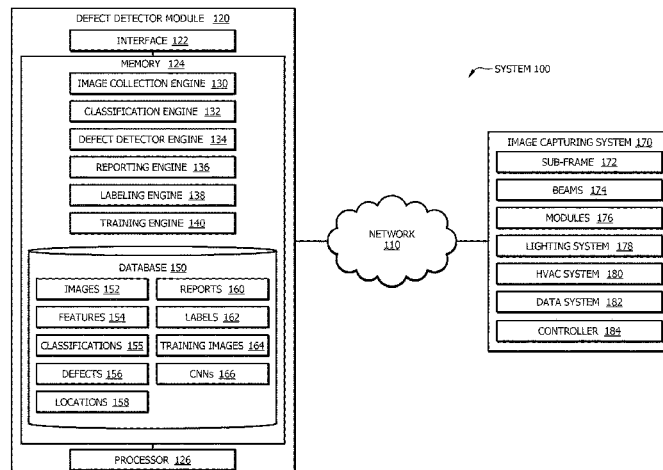 DEFECT DETECTOR MODULE 120
INTERFACE 122
MEMORY 124
IMAGE COLLECTION ENGINE 130
CLASSIFICATION ENGINE 132
DEFECT DETECTOR ENGINE 134
REPORTING ENGINE 136
LABELING ENGINE 138
TRAINING ENGINE 140
DATABASE 150
IMAGES 152
REPORTS 160
FEATURES 154
LABELS 162
CLASSIFICATIONS 155
TRAINING IMAGES 164
DEFECTS 156
CNNs 166
LOCATIONS 158
PROCESSOR 126
NETWORK
110
SYSTEM 100
IMAGE CAPTURING SYSTEM 170
SUB-FRAME 172
BEAMS 174
MODULES 176
LIGHTING SYSTEM 178
HVAC SYSTEM 180
DATA SYSTEM 182
CONTROLLER 184